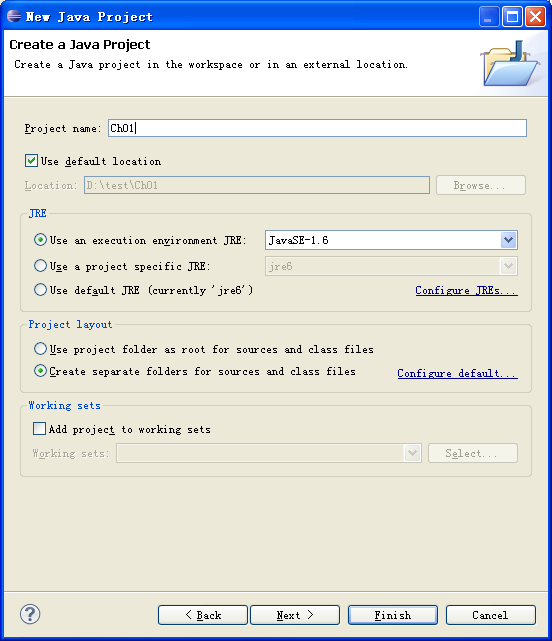 New Java Project
Create a Java Project
Create a Java project in the workspace or in an external location.
Project name: Ch01
Use default location
Location: D:\test\Ch01 Browse...
JRE
Use an execution environment JRE: JavaSE-1.6
Use a project specific JRE: jre6
Use default JRE (currently 'jre6') Configure JREs...
Project layout
Use project folder as root for sources and class files
Create separate folders for sources and class files Configure default...
Working sets
Add project to working sets
Working sets: Select...
? < Back Next > Finish Cancel